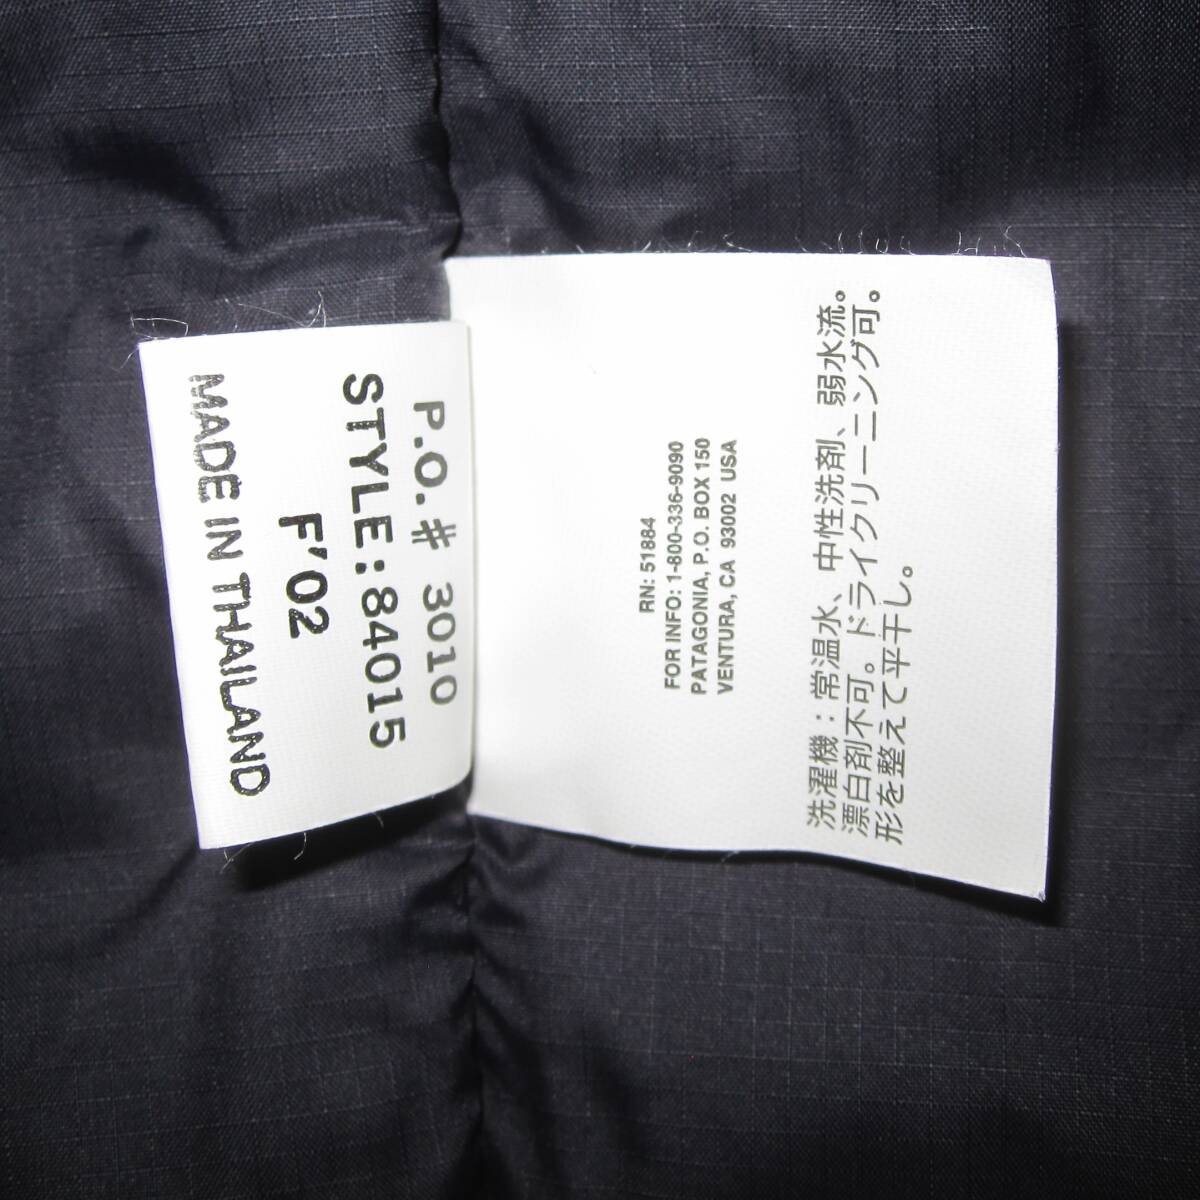 P.O.# 3010
STYLE:84015
F'02
MADE IN THAILAND
RN: 51884
FOR INFO: 1-800-336-9090
PATAGONIA, P.O. BOX 150
VENTURA, CA 93002 USA
洗濯機：常温水、中性洗剤、弱水流。
漂白剤不可。ドライクリーニング可。
形を整えて平干し。